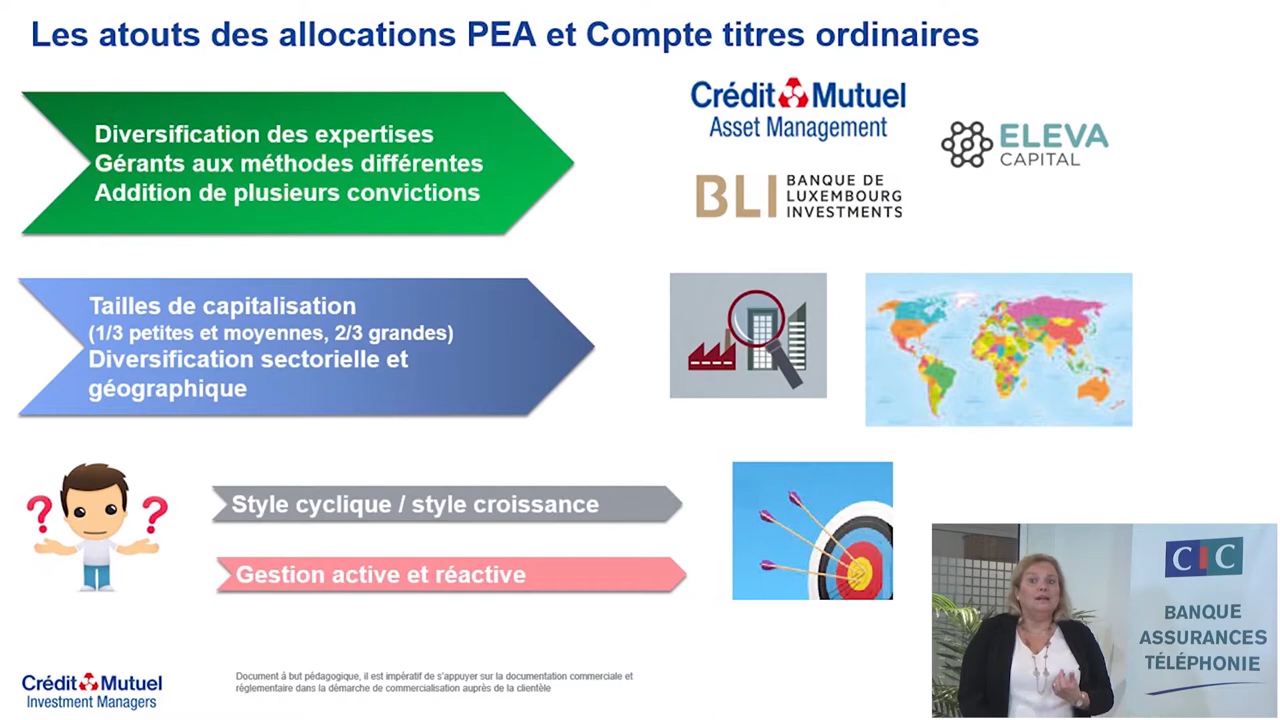 Les atouts des allocations PEA et Compte titres ordinaires
Diversification des expertises
Gérants aux méthodes différentes
Addition de plusieurs convictions
Crédit Mutuel
Asset Management
ELEVA
CAPITAL
BLI
BANQUE DE
LUXEMBOURG
INVESTMENTS
Tailles de capitalisation
(1/3 petites et moyennes, 2/3 grandes)
Diversification sectorielle et
géographique
? ?
Style cyclique / style croissance
Gestion active et réactive
CIC
BANQUE
ASSURANCES
TÉLÉPHONIE
Crédit Mutuel
Investment Managers
Document à but pédagogique, il est impératif de s'appuyer sur la documentation commerciale et
réglementaire dans la démarche de commercialisation auprès de la clientèle